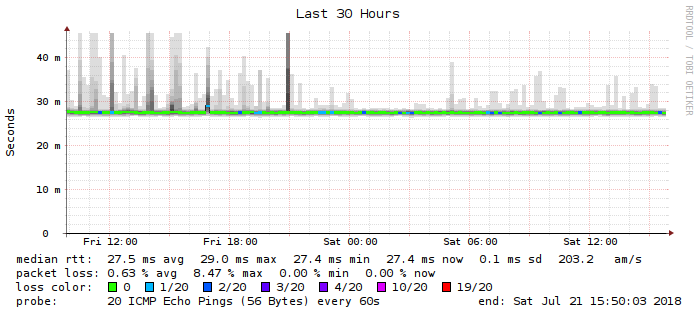 Last 30 Hours
RRDTOOL / TOBI OETIKER
Seconds
40 m
30 m
20 m
10 m
0
Fri 12:00 Fri 18:00 Sat 00:00 Sat 06:00 Sat 12:00
median rtt: 27.5 ms avg 29.0 ms max 27.4 ms min 27.4 ms now 0.1 ms sd 203.2 am/s
packet loss: 0.63 % avg 8.47 % max 0.00 % min 0.00 % now
loss color: 0 1/20 2/20 3/20 4/20 10/20 19/20
probe: 20 ICMP Echo Pings (56 Bytes) every 60s end: Sat Jul 21 15:50:03 2018